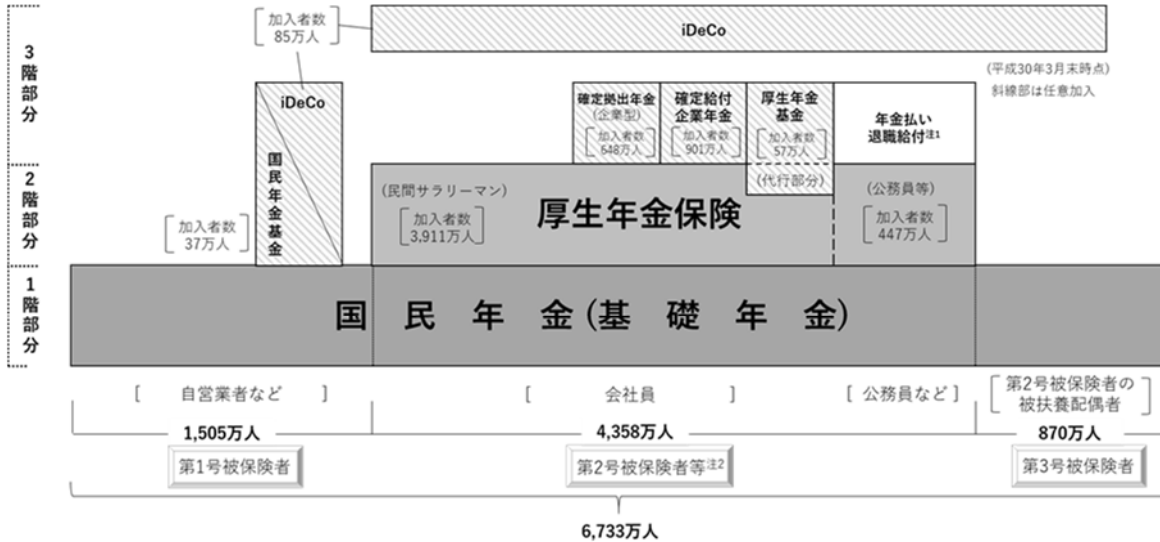 加入者数
85万人
iDeCo
3階部分
(平成30年3月末時点)
斜線部は任意加入
iDeCo
国民年金基金
確定拠出年金
(企業型)
加入者数
648万人
確定給付
企業年金
加入者数
901万人
厚生年金
基金
加入者数
57万人
(代行部分)
年金払い
退職給付注1
2階部分
加入者数
37万人
(民間サラリーマン)
加入者数
3,911万人
厚生年金保険
(公務員等)
加入者数
447万人
1階部分
国民年金(基礎年金)
[ 自営業者など ]
[ 会社員 ]
[ 公務員など ]
第2号被保険者の
被扶養配偶者
1,505万人
4,358万人
870万人
第1号被保険者
第2号被保険者等注2
第3号被保険者
6,733万人